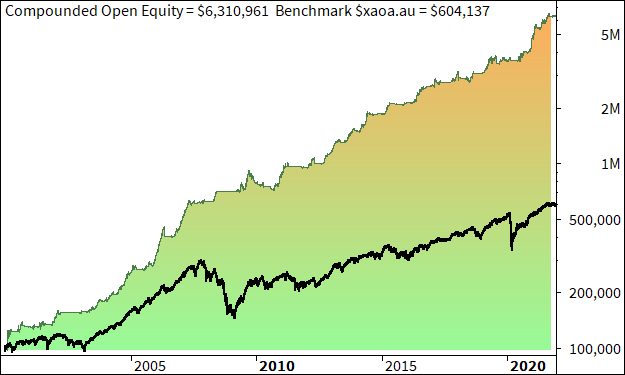 Compounded Open Equity = $6,310,961 Benchmark $xaoa.au = $604,137
5M
2M
1M
500,000
200,000
100,000
2005 2010 2015 2020